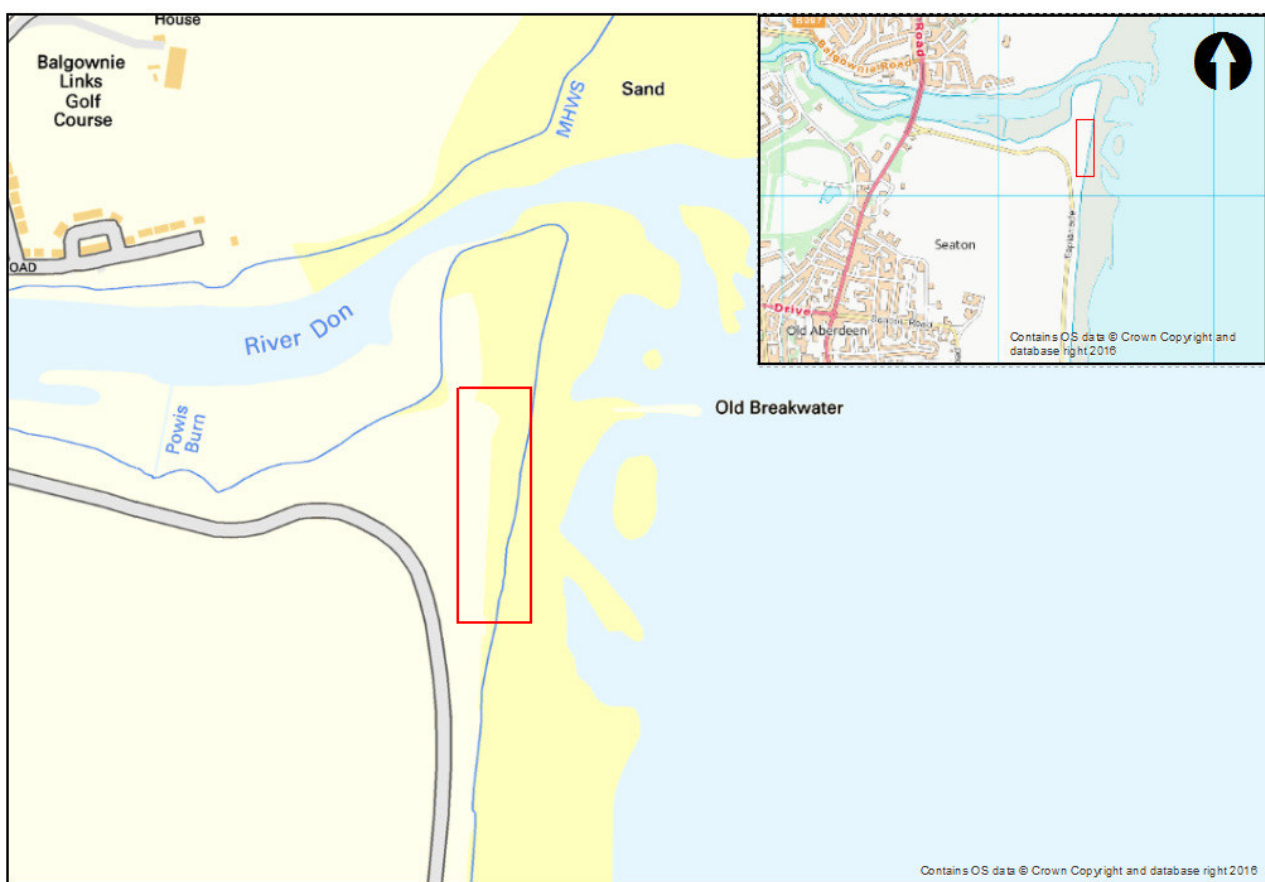 House
Balgownie
Links
Golf
Course
Sand
MHWS
OAD
River Don
Powis
Burn
Old Breakwater
Contains OS data © Crown Copyright and database right 2016
Road
Balgownie Road
Esplanade
Seaton
Drive
Old Aberdeen
Contains OS data © Crown Copyright and
database right 2016